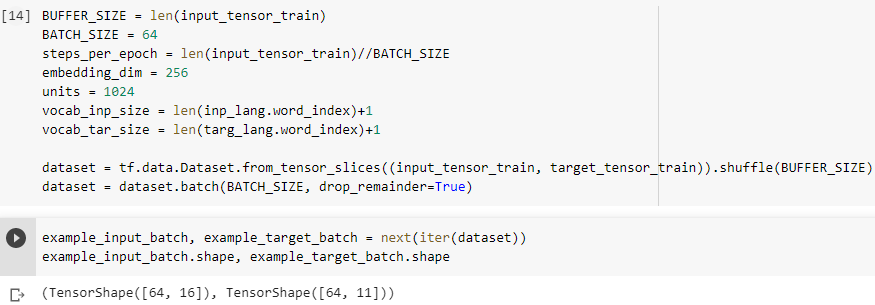 [14] BUFFER_SIZE = len(input_tensor_train)
BATCH_SIZE = 64
steps_per_epoch = len(input_tensor_train)//BATCH_SIZE
embedding_dim = 256
units = 1024
vocab_inp_size = len(inp_lang.word_index)+1
vocab_tar_size = len(targ_lang.word_index)+1
dataset = tf.data.Dataset.from_tensor_slices((input_tensor_train, target_tensor_train)).shuffle(BUFFER_SIZE)
dataset = dataset.batch(BATCH_SIZE, drop_remainder=True)
example_input_batch, example_target_batch = next(iter(dataset))
example_input_batch.shape, example_target_batch.shape
(TensorShape([64, 16]), TensorShape([64, 11]))